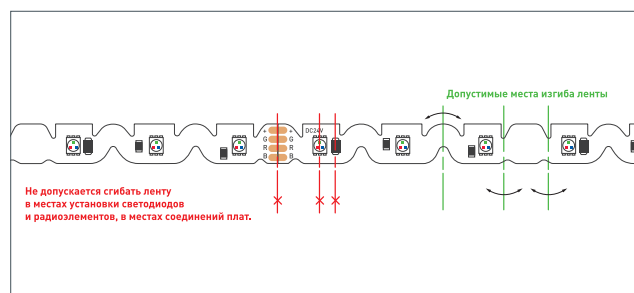 Допустимые места изгиба ленты
+ + DC24V
G G
R R
B B
Не допускается сгибать ленту
в местах установки светодиодов
и радиоэлементов, в местах соединений плат.